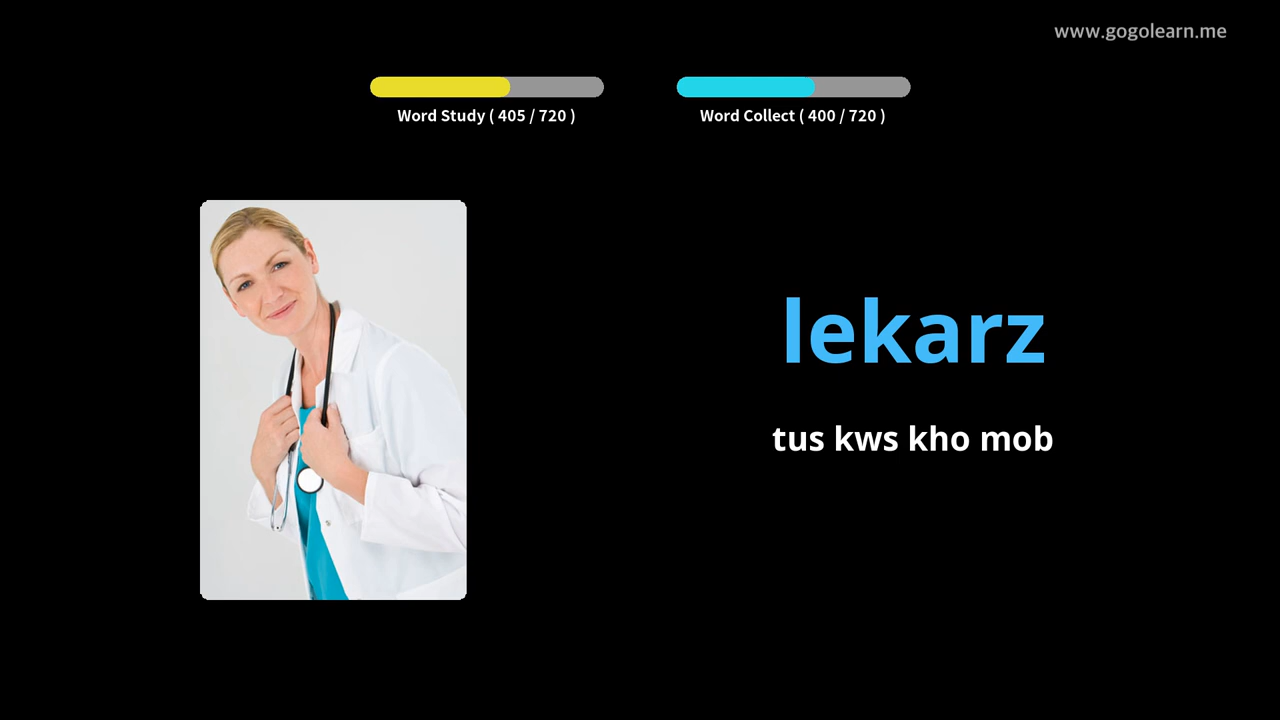 www.gogolearn.me
Word Study ( 405 / 720 )
Word Collect ( 400 / 720 )
lekarz
tus kws kho mob